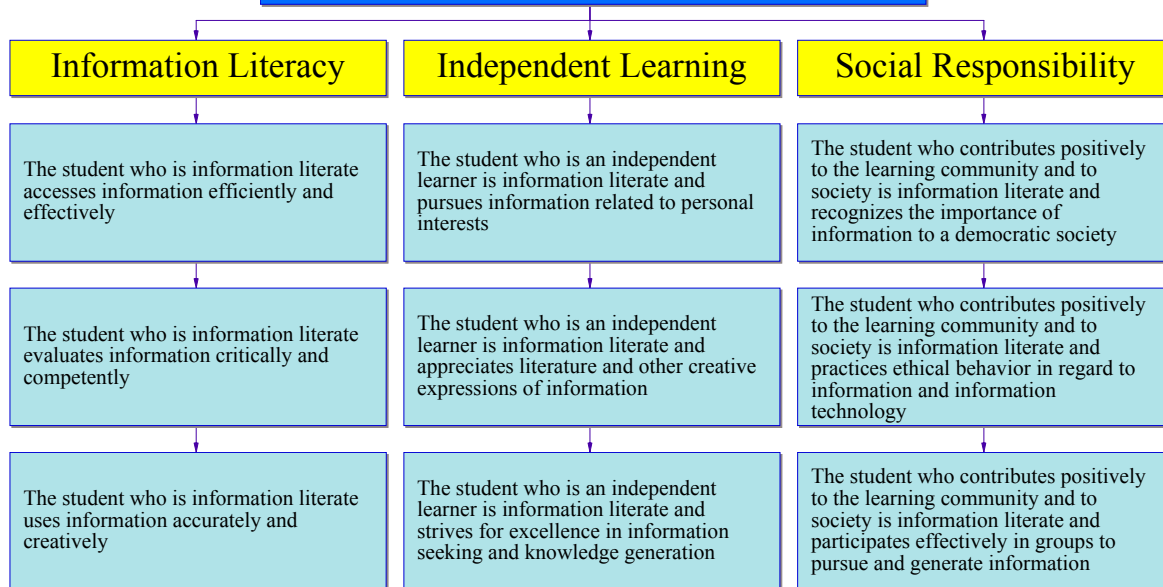 Information Literacy
Independent Learning
Social Responsibility
The student who is information literate
accesses information efficiently and
effectively
The student who is an independent
learner is information literate and
pursues information related to personal
interests
The student who contributes positively
to the learning community and to
society is information literate and
recognizes the importance of
information to a democratic society
The student who is information literate
evaluates information critically and
competently
The student who is an independent
learner is information literate and
appreciates literature and other creative
expressions of information
The student who contributes positively
to the learning community and to
society is information literate and
practices ethical behavior in regard to
information and information
technology
The student who is information literate
uses information accurately and
creatively
The student who is an independent
learner is information literate and
strives for excellence in information
seeking and knowledge generation
The student who contributes positively
to the learning community and to
society is information literate and
participates effectively in groups to
pursue and generate information